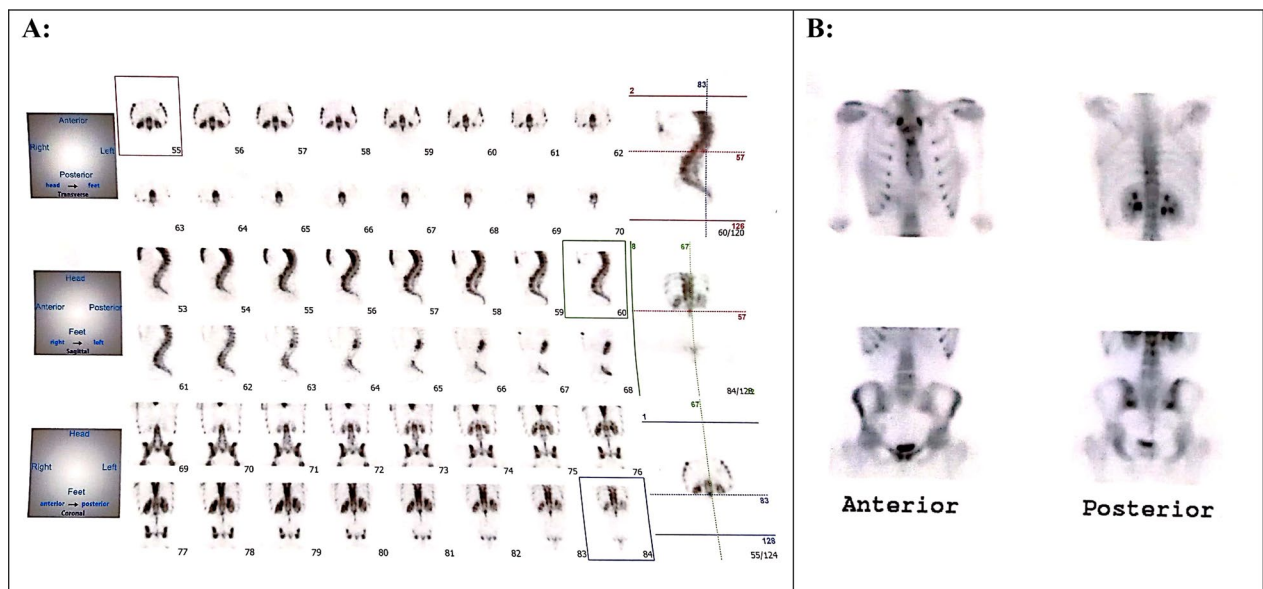 A:
B:
Anterior
Right
Left
Posterior
head → feet
Transverse
55
56
57
58
59
60
61
62
63
64
65
66
67
68
69
70
2
83
57
128
60/120
Head
Anterior
Posterior
Feet
right → left
Sagittal
53
54
55
56
57
58
59
60
61
62
63
64
65
66
67
68
8
67
57
84/128
Head
Right
Left
Feet
anterior → posterior
Coronal
69
70
71
72
73
74
75
76
77
78
79
80
81
82
83
84
1
67
83
128
55/124
Anterior
Posterior